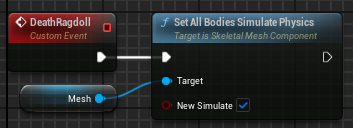 DeathRagdoll
Custom Event
Set All Bodies Simulate Physics
Target is Skeletal Mesh Component
Target
Mesh
New Simulate